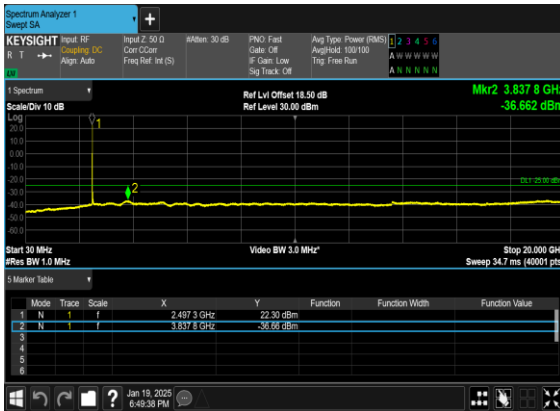 Spectrum Analyzer 1
Swept SA
+
KEYSIGHT
R T
Input: RF
Coupling: DC
Align: Auto
Input Z: 50 Ω
Corr CCorr
Freq Ref: Int (S)
#Atten: 30 dB
PNO: Fast
Gate: Off
IF Gain: Low
Sig Track: Off
Avg Type: Power (RMS)
Avg|Hold: 100/100
Trig: Free Run
1 2 3 4 5 6
A W W W W W
A N N N N N
1 Spectrum
Scale/Div 10 dB
Ref Lvl Offset 18.50 dB
Ref Level 30.00 dBm
Mkr2 3.837 8 GHz
-36.662 dBm
Log
20.0
10.0
0.00
-10.0
-20.0
-30.0
-40.0
-50.0
-60.0
1
2
DL1 -25.00 dBm
Start 30 MHz
#Res BW 1.0 MHz
Video BW 3.0 MHz*
Stop 20.000 GHz
Sweep 34.7 ms (40001 pts)
5 Marker Table
Mode Trace Scale X Y Function Function Width Function Value
1 N 1 f 2.497 3 GHz 22.30 dBm
2 N 1 f 3.837 8 GHz -36.66 dBm
3
4
5
6
?
Jan 19, 2025
6:49:38 PM